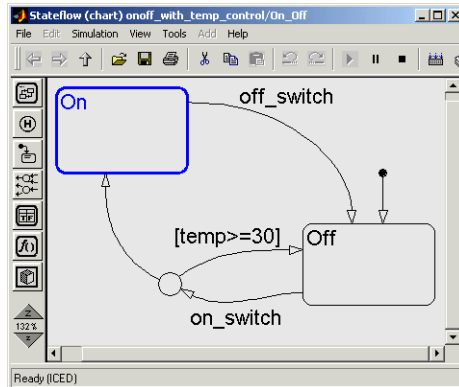 Stateflow (chart) onoff_with_temp_control/On_Off
File Edit Simulation View Tools Add Help
On
off_switch
[temp>=30]
Off
on_switch
132%
Ready (ICED)